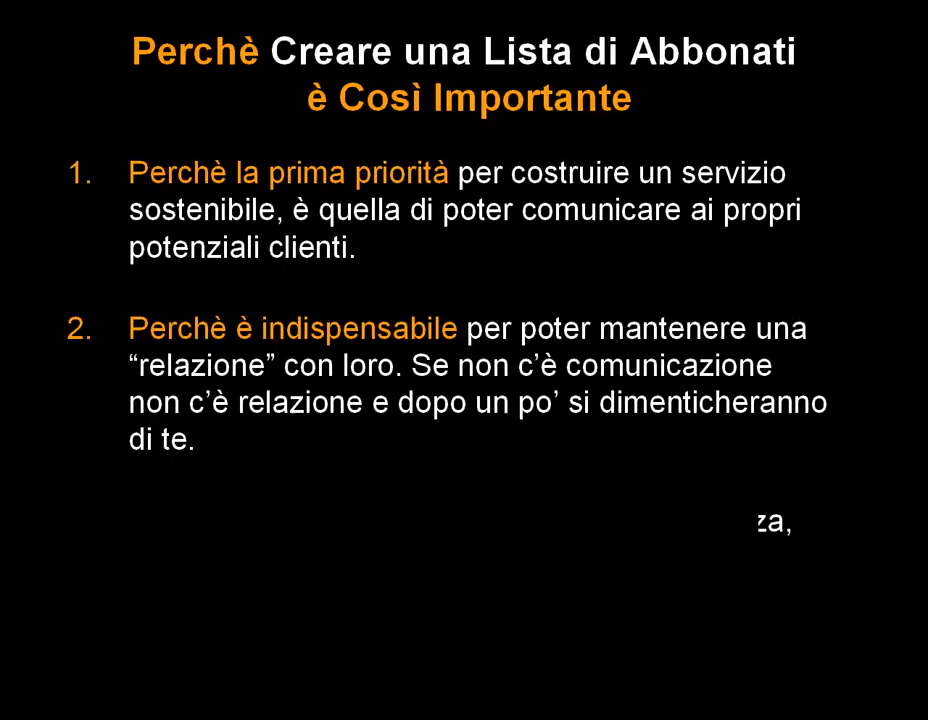 Perchè Creare una Lista di Abbonati
è Così Importante
1. Perchè la prima priorità per costruire un servizio
sostenibile, è quella di poter comunicare ai propri
potenziali clienti.
2. Perchè è indispensabile per poter mantenere una
“relazione” con loro. Se non c’è comunicazione
non c’è relazione e dopo un po’ si dimenticheranno
di te.